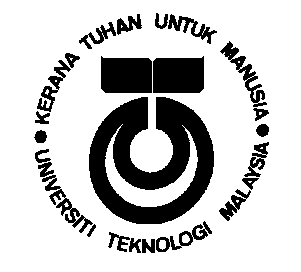 KERANA TUHAN UNTUK MANUSIA
UNIVERSITI TEKNOLOGI MALAYSIA